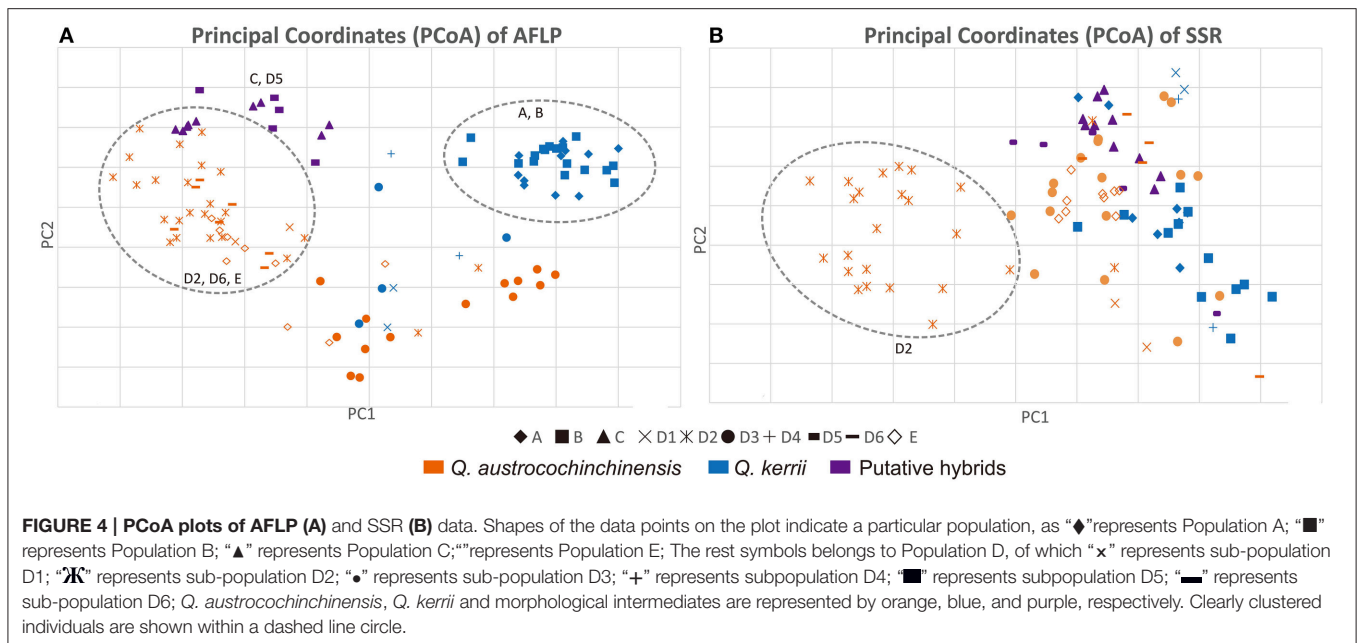 A Principal Coordinates (PCoA) of AFLP
C, D5
A, B
D2, D6, E
PC2
PC1
B Principal Coordinates (PCoA) of SSR
D2
PC2
PC1
◆ A ■ B ▲ C × D1 ж D2 ● D3 + D4 ▬ D5 − D6 ◇ E
Q. austrocochinchinensis Q. kerrii Putative hybrids
FIGURE 4 | PCoA plots of AFLP (A) and SSR (B) data. Shapes of the data points on the plot indicate a particular population, as “◆”represents Population A; “■”
represents Population B; “▲” represents Population C;“”represents Population E; The rest symbols belongs to Population D, of which “×” represents sub-population
D1; “Ж” represents sub-population D2; “•” represents sub-population D3; “+” represents subpopulation D4; “■” represents subpopulation D5; “▬” represents
sub-population D6; Q. austrocochinchinensis, Q. kerrii and morphological intermediates are represented by orange, blue, and purple, respectively. Clearly clustered
individuals are shown within a dashed line circle.